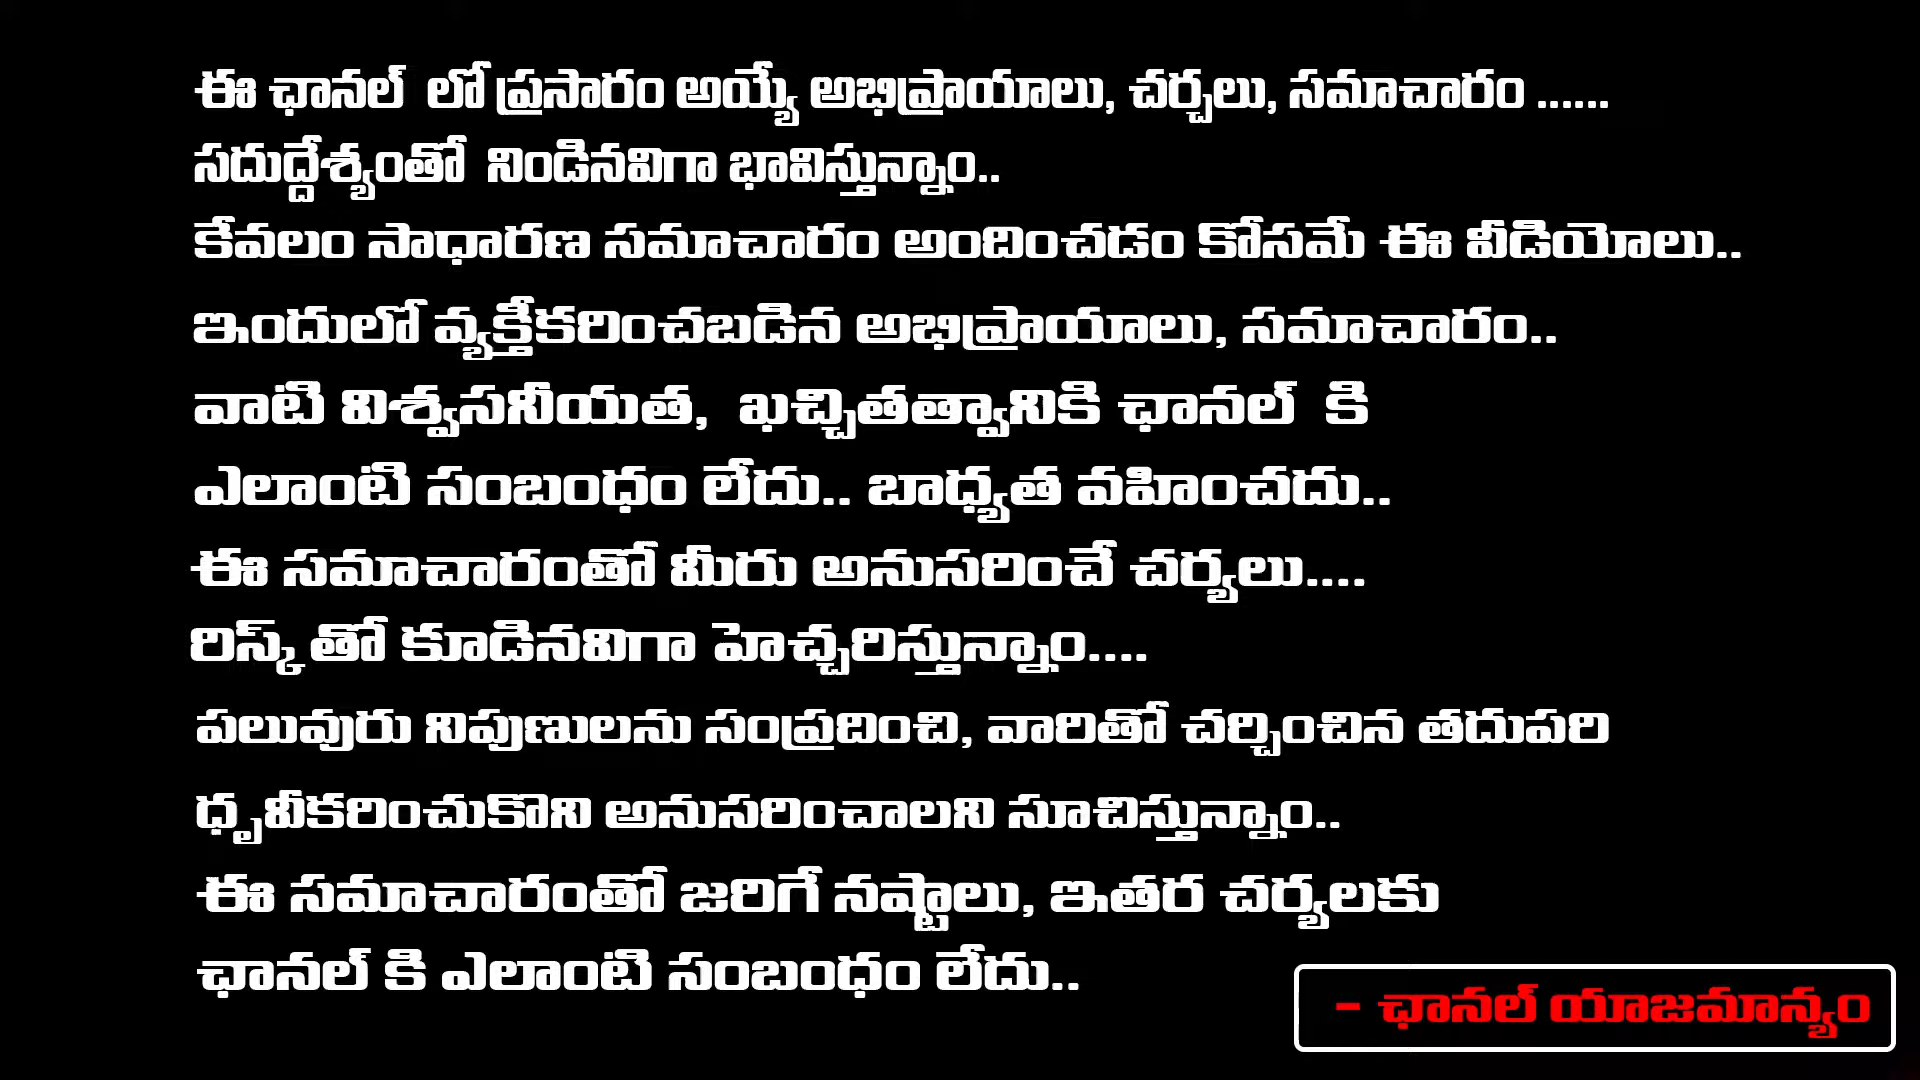 ఈ ఛానల్ లో ప్రసారం అయ్యే అభిప్రాయాలు, చర్చలు, సమాచారం ......
సదుద్దేశ్యంతో నిండినవిగా భావిస్తున్నాం..
కేవలం సాధారణ సమాచారం అందించడం కోసమే ఈ వీడియోలు..
ఇందులో వ్యక్తీకరించబడిన అభిప్రాయాలు, సమాచారం..
వాటి విశ్వసనీయత, ఖచ్చితత్వానికి ఛానల్ కి
ఎలాంటి సంబంధం లేదు.. బాధ్యత వహించదు..
ఈ సమాచారంతో మీరు అనుసరించే చర్యలు....
రిస్క్ తో కూడినవిగా హెచ్చరిస్తున్నాం....
పలువురు నిపుణులను సంప్రదించి, వారితో చర్చించిన తదుపరి
ధృవీకరించుకొని అనుసరించాలని సూచిస్తున్నాం..
ఈ సమాచారంతో జరిగే నష్టాలు, ఇతర చర్యలకు
ఛానల్ కి ఎలాంటి సంబంధం లేదు..
- ఛానల్ యాజమాన్యం